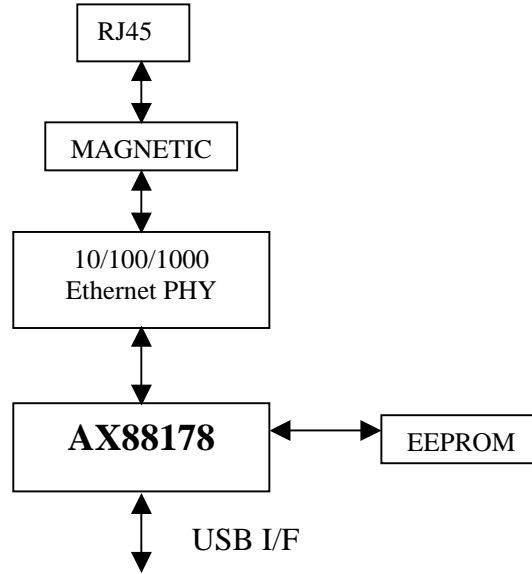 RJ45
MAGNETIC
10/100/1000
Ethernet PHY
AX88178
EEPROM
USB I/F